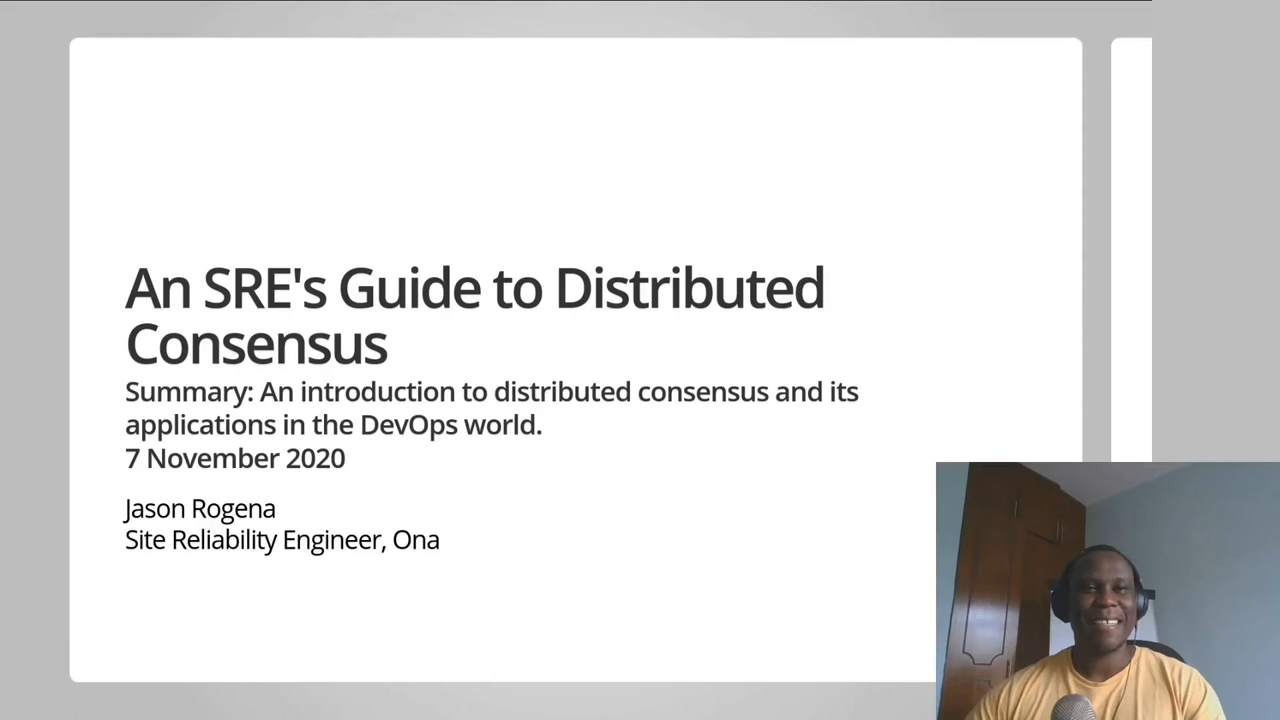 An SRE's Guide to Distributed
Consensus
Summary: An introduction to distributed consensus and its
applications in the DevOps world.
7 November 2020
Jason Rogena
Site Reliability Engineer, Ona